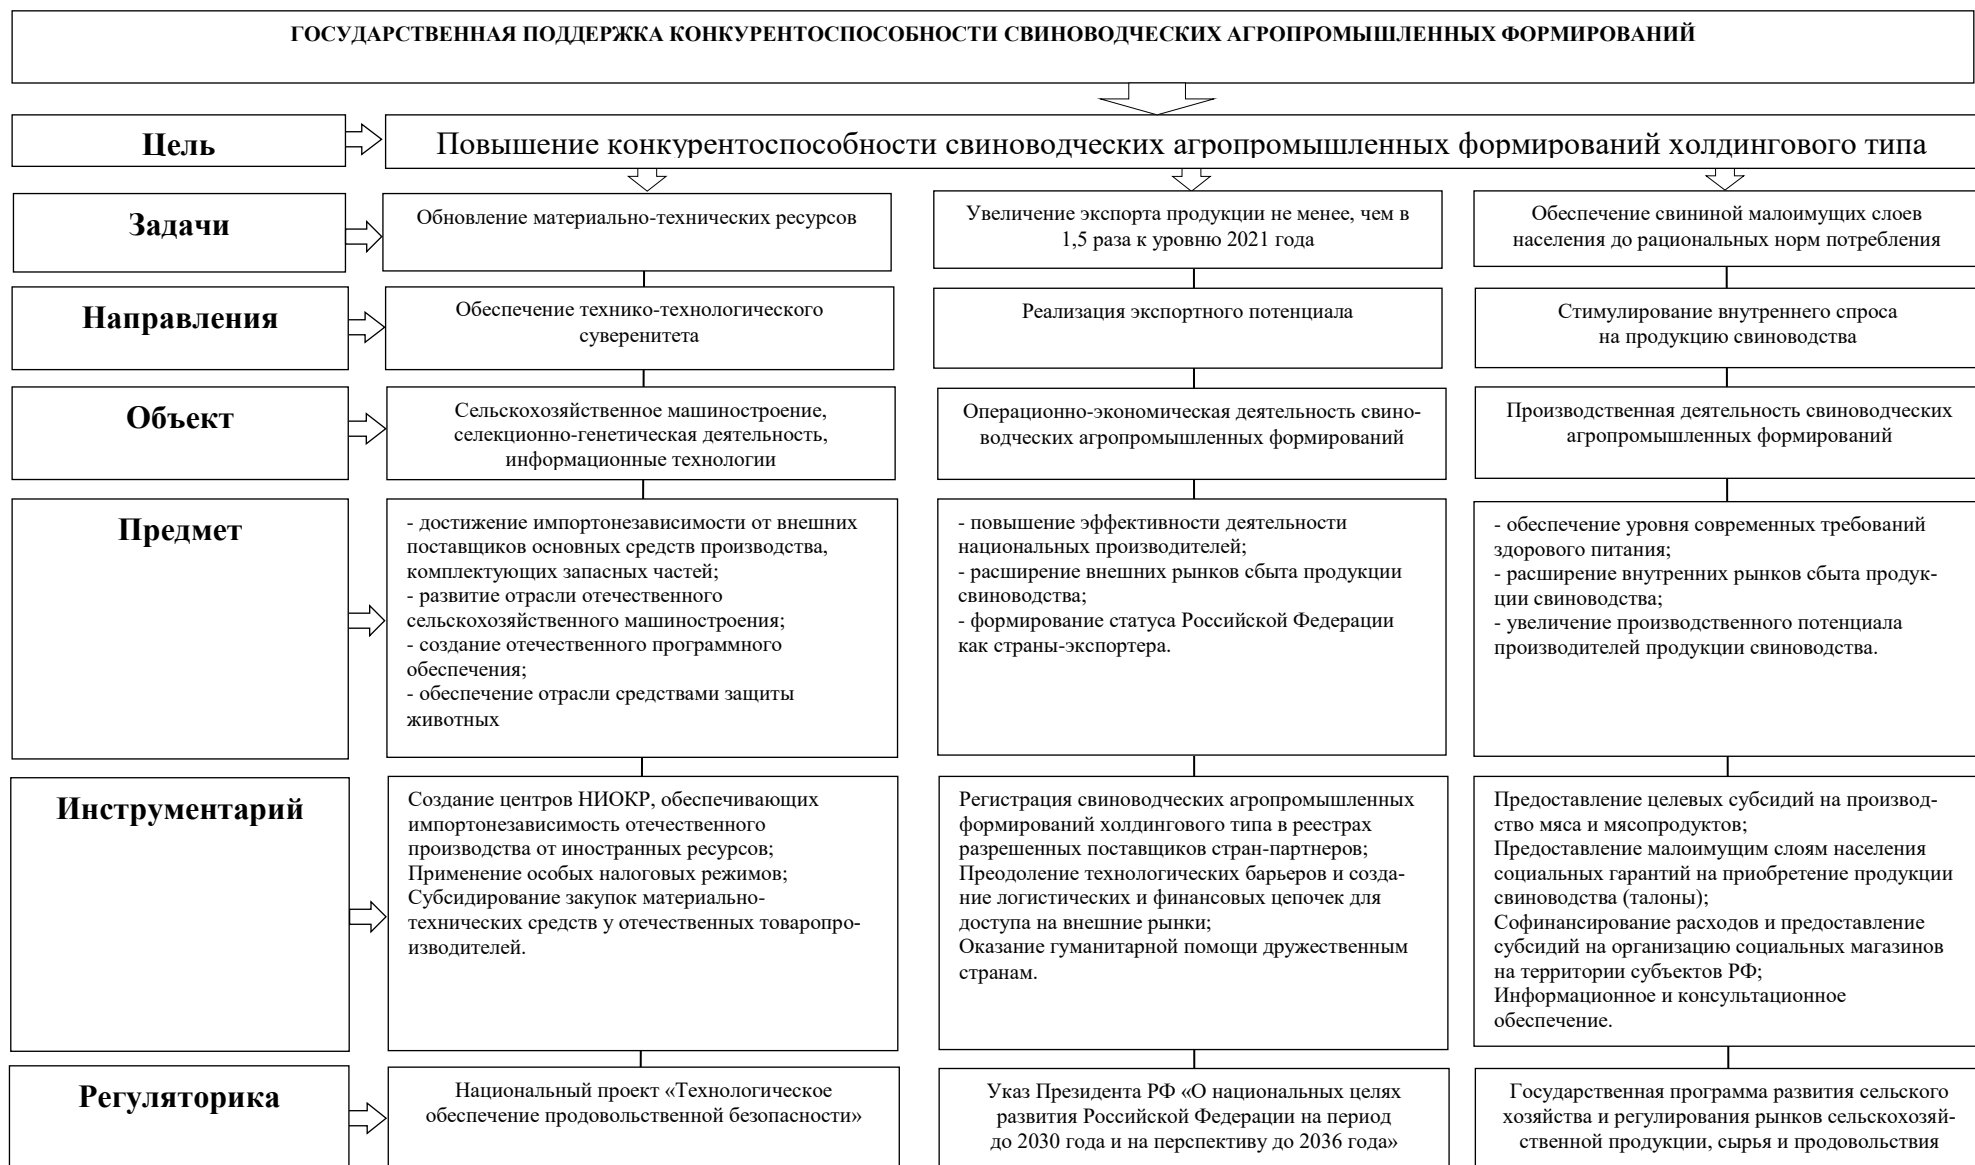 ГОСУДАРСТВЕННАЯ ПОДДЕРЖКА КОНКУРЕНТОСПОСОБНОСТИ СВИНОВОДЧЕСКИХ АГРОПРОМЫШЛЕННЫХ ФОРМИРОВАНИЙ
Цель
Повышение конкурентоспособности свиноводческих агропромышленных формирований холдингового типа
Задачи
Обновление материально-технических ресурсов
Увеличение экспорта продукции не менее, чем в
1,5 раза к уровню 2021 года
Обеспечение свининой малоимущих слоев
населения до рациональных норм потребления
Направления
Обеспечение технико-технологического
суверенитета
Реализация экспортного потенциала
Стимулирование внутреннего спроса
на продукцию свиноводства
Объект
Сельскохозяйственное машиностроение,
селекционно-генетическая деятельность,
информационные технологии
Операционно-экономическая деятельность свино-
водческих агропромышленных формирований
Производственная деятельность свиноводческих
агропромышленных формирований
Предмет
- достижение импортонезависимости от внешних
поставщиков основных средств производства,
комплектующих запасных частей;
- развитие отрасли отечественного
сельскохозяйственного машиностроения;
- создание отечественного программного
обеспечения;
- обеспечение отрасли средствами защиты
животных
- повышение эффективности деятельности
национальных производителей;
- расширение внешних рынков сбыта продукции
свиноводства;
- формирование статуса Российской Федерации
как страны-экспортера.
- обеспечение уровня современных требований
здорового питания;
- расширение внутренних рынков сбыта продук-
ции свиноводства;
- увеличение производственного потенциала
производителей продукции свиноводства.
Инструментарий
Создание центров НИОКР, обеспечивающих
импортонезависимость отечественного
производства от иностранных ресурсов;
Применение особых налоговых режимов;
Субсидирование закупок материально-
технических средств у отечественных товаропро-
изводителей.
Регистрация свиноводческих агропромышленных
формирований холдингового типа в реестрах
разрешенных поставщиков стран-партнеров;
Преодоление технологических барьеров и созда-
ние логистических и финансовых цепочек для
доступа на внешние рынки;
Оказание гуманитарной помощи дружественным
странам.
Предоставление целевых субсидий на производ-
ство мяса и мясопродуктов;
Предоставление малоимущим слоям населения
социальных гарантий на приобретение продукции
свиноводства (талоны);
Софинансирование расходов и предоставление
субсидий на организацию социальных магазинов
на территории субъектов РФ;
Информационное и консультационное
обеспечение.
Регуляторика
Национальный проект «Технологическое
обеспечение продовольственной безопасности»
Указ Президента РФ «О национальных целях
развития Российской Федерации на период
до 2030 года и на перспективу до 2036 года»
Государственная программа развития сельского
хозяйства и регулирования рынков сельскохозяй-
ственной продукции, сырья и продовольствия